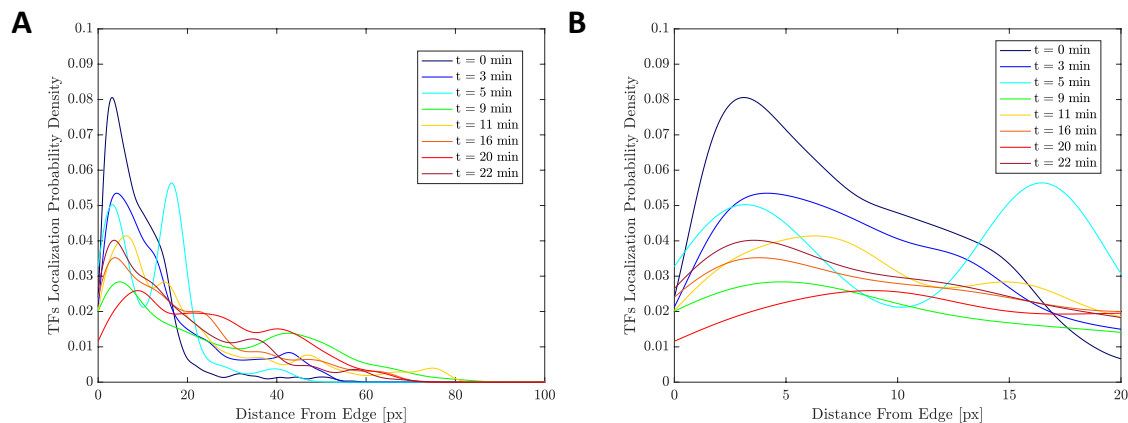 A
TFs Localization Probability Density
0.1
0.09
0.08
0.07
0.06
0.05
0.04
0.03
0.02
0.01
0
0
20
40
60
80
100
Distance From Edge [px]
t = 0 min
t = 3 min
t = 5 min
t = 9 min
t = 11 min
t = 16 min
t = 20 min
t = 22 min
B
TFs Localization Probability Density
0.1
0.09
0.08
0.07
0.06
0.05
0.04
0.03
0.02
0.01
0
0
5
10
15
20
Distance From Edge [px]
t = 0 min
t = 3 min
t = 5 min
t = 9 min
t = 11 min
t = 16 min
t = 20 min
t = 22 min